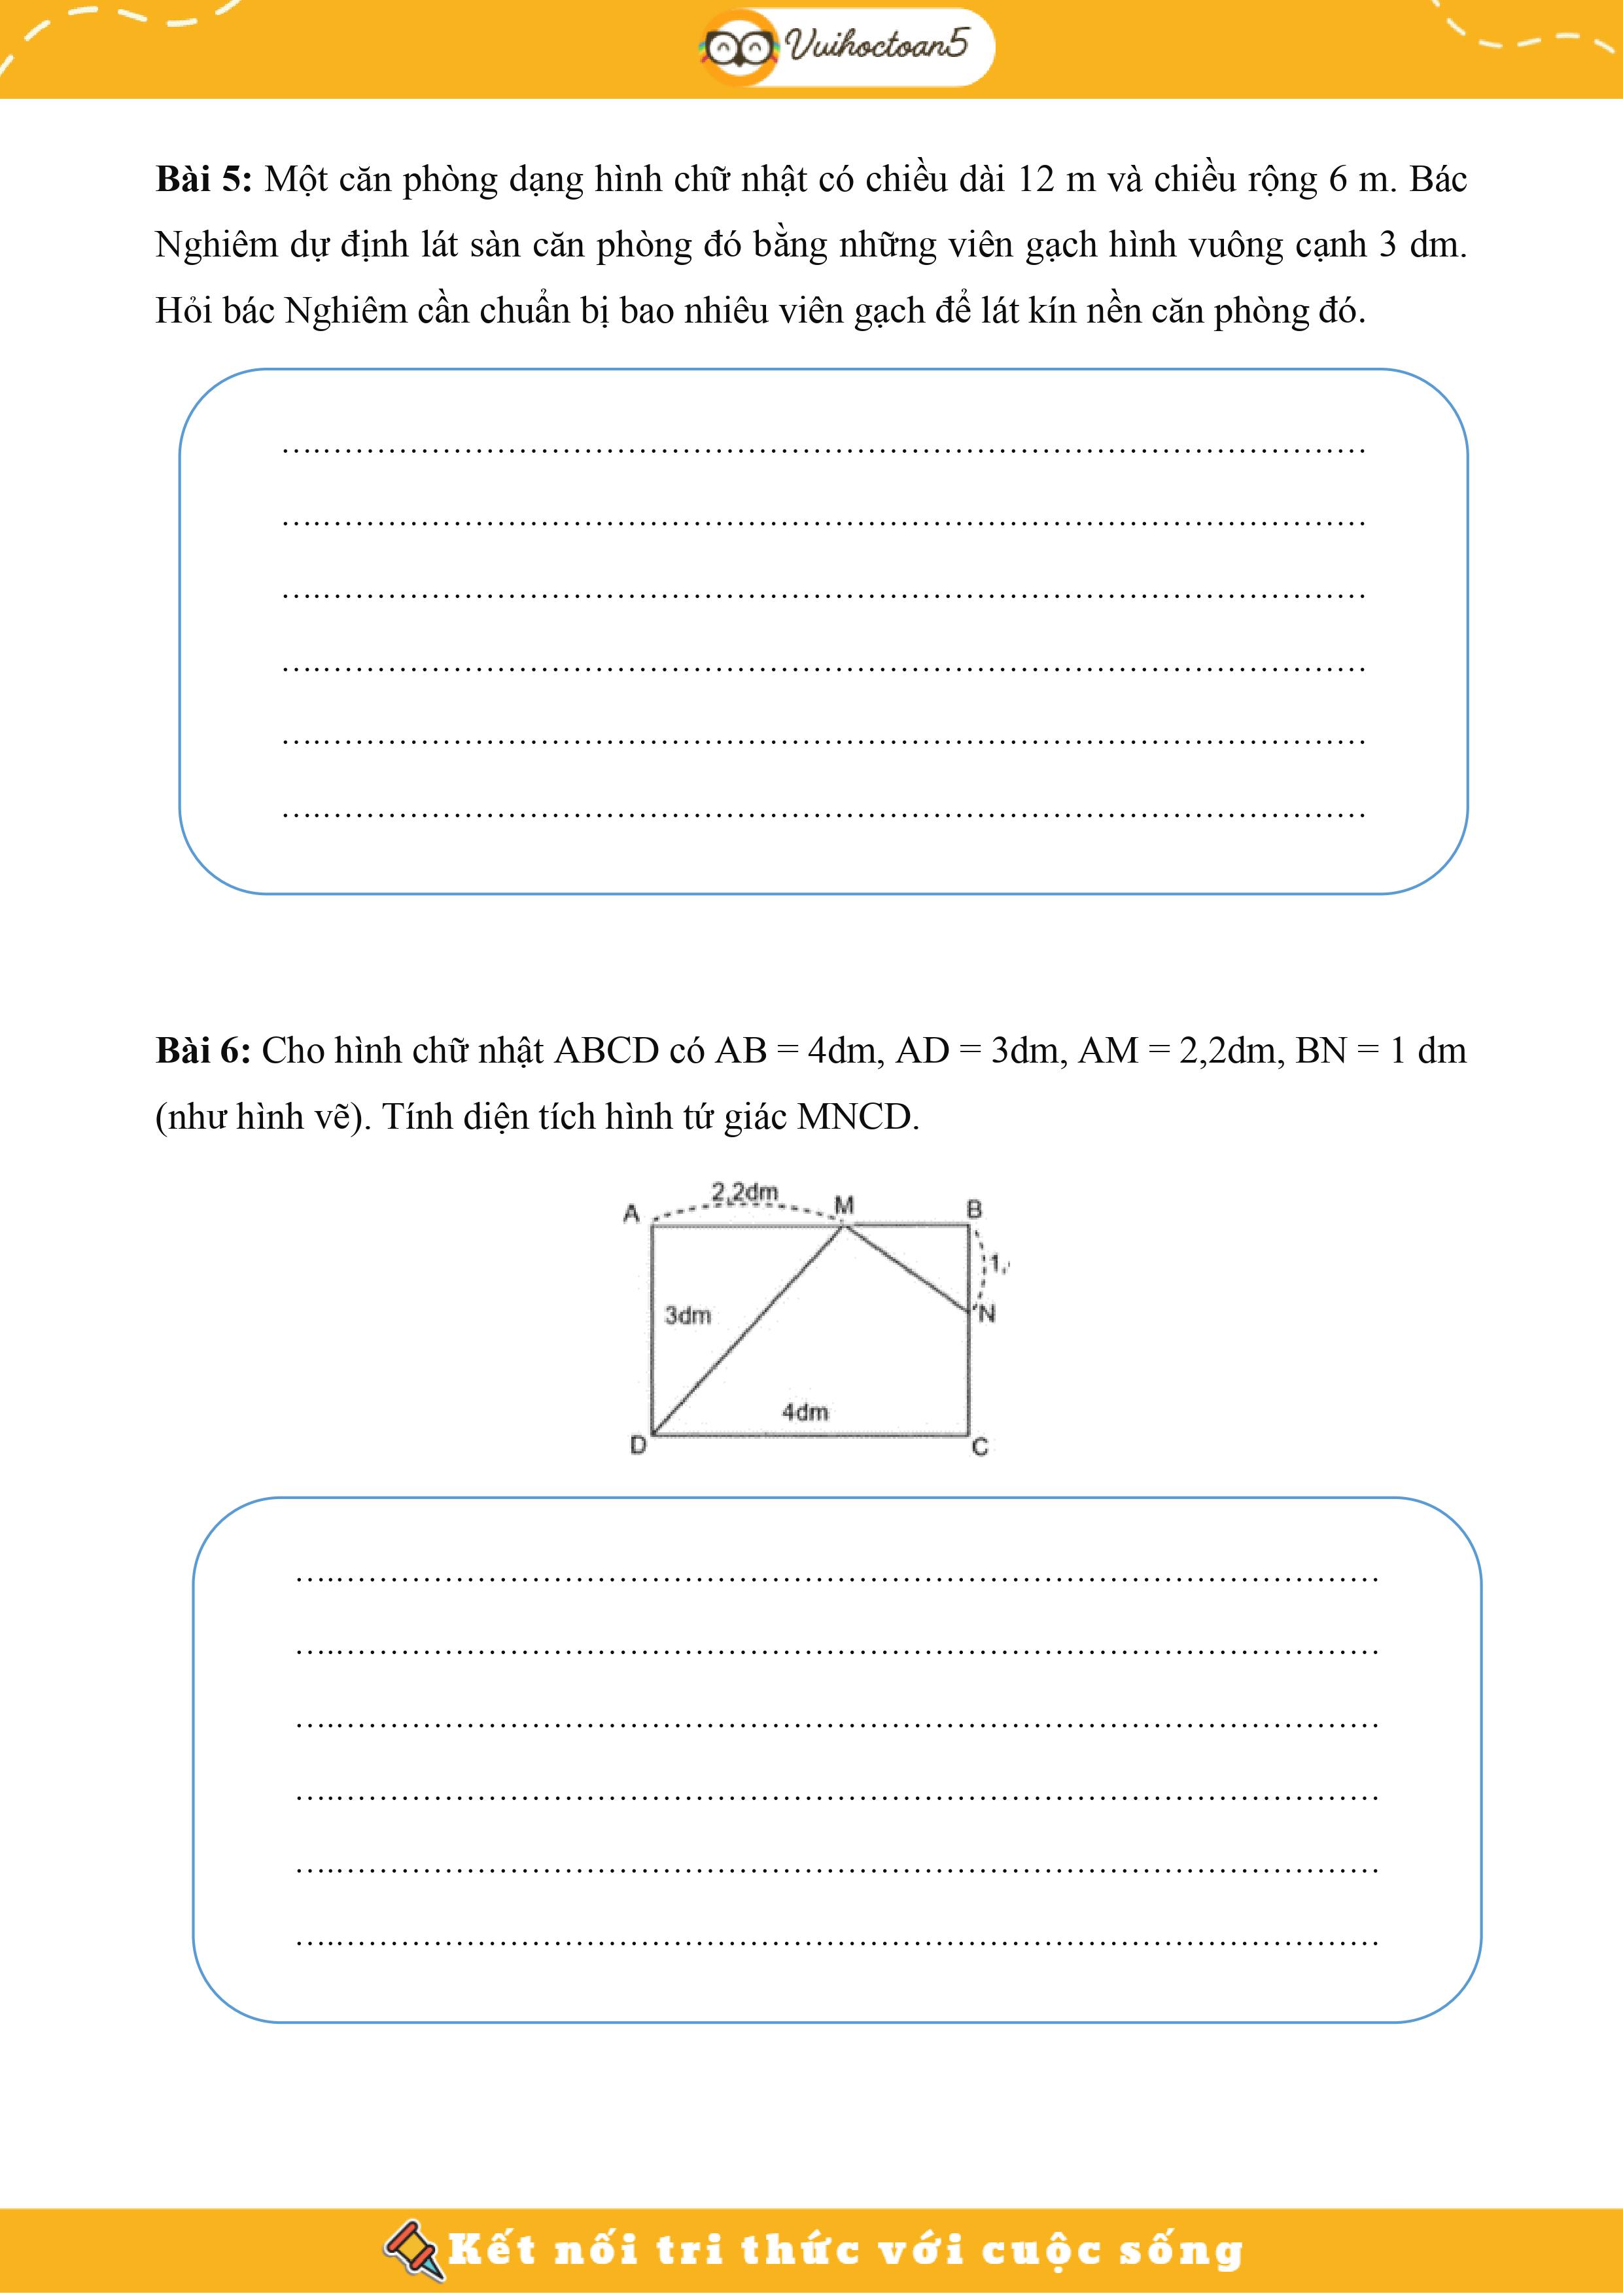 Vuihoctoan5
Bài 5: Một căn phòng dạng hình chữ nhật có chiều dài 12 m và chiều rộng 6 m. Bác
Nghiêm dự định lát sàn căn phòng đó bằng những viên gạch hình vuông cạnh 3 dm.
Hỏi bác Nghiêm cần chuẩn bị bao nhiêu viên gạch để lát kín nền căn phòng đó.
Bài 6: Cho hình chữ nhật ABCD có AB = 4dm, AD = 3dm, AM = 2,2dm, BN = 1 dm
(như hình vẽ). Tính diện tích hình tứ giác MNCD.
2,2dm
A M B
1,
3dm N
4dm
D C
Kết nối tri thức với cuộc sống